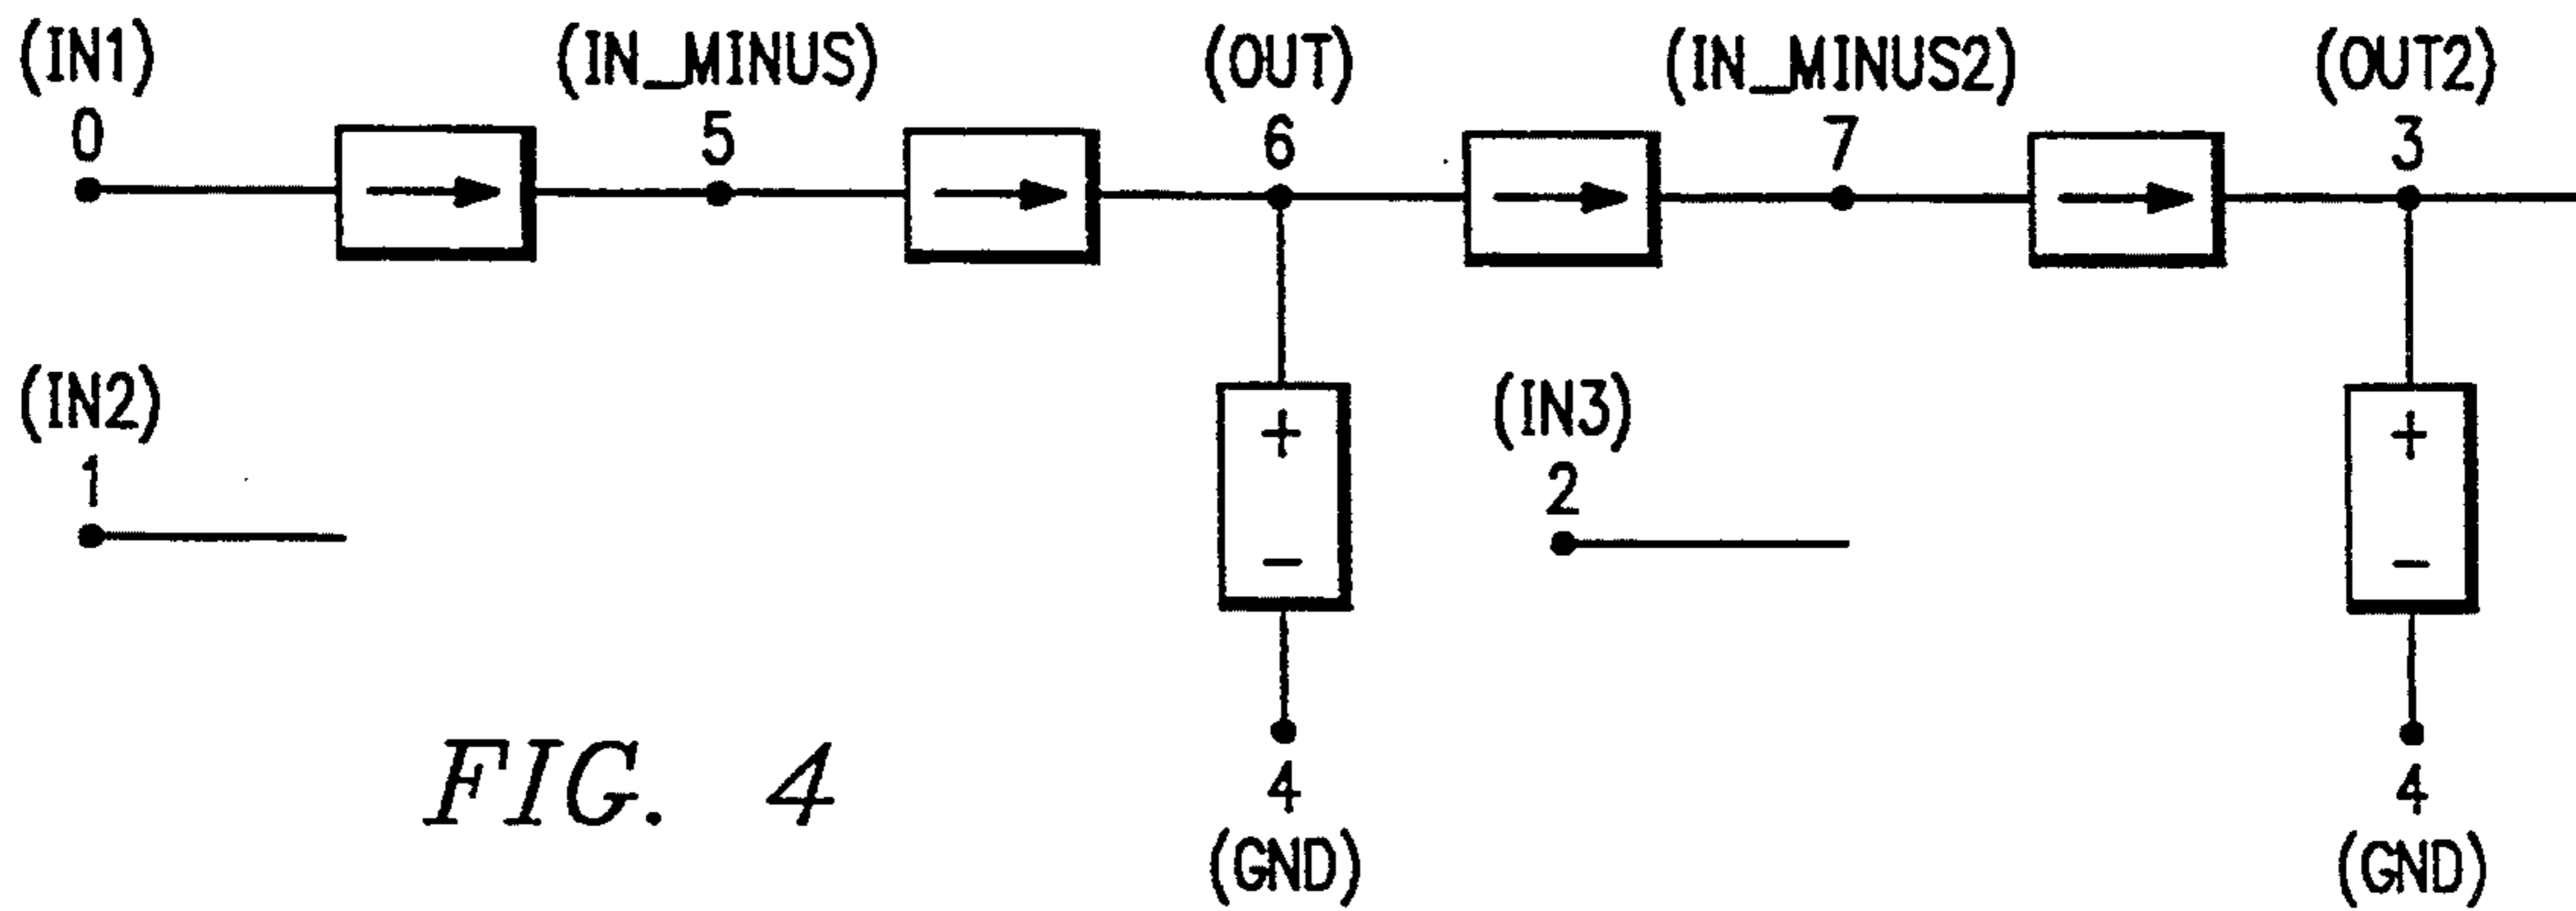 (IN1) (IN_MINUS) (OUT) (IN_MINUS2) (OUT2)
0 5 6 7 3
(IN2) (IN3)
1 + + 2
- -
FIG. 4
4 4
(GND) (GND)